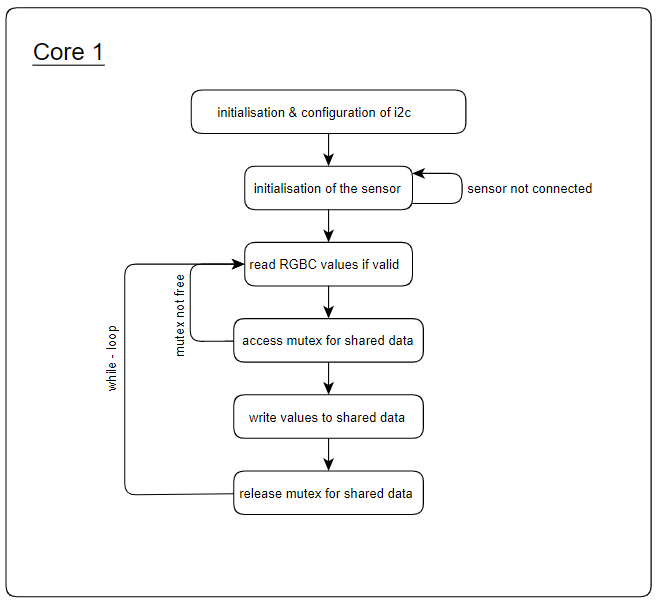 Core 1
initialisation & configuration of i2c
initialisation of the sensor
sensor not connected
read RGBC values if valid
mutex not free
access mutex for shared data
while - loop
write values to shared data
release mutex for shared data